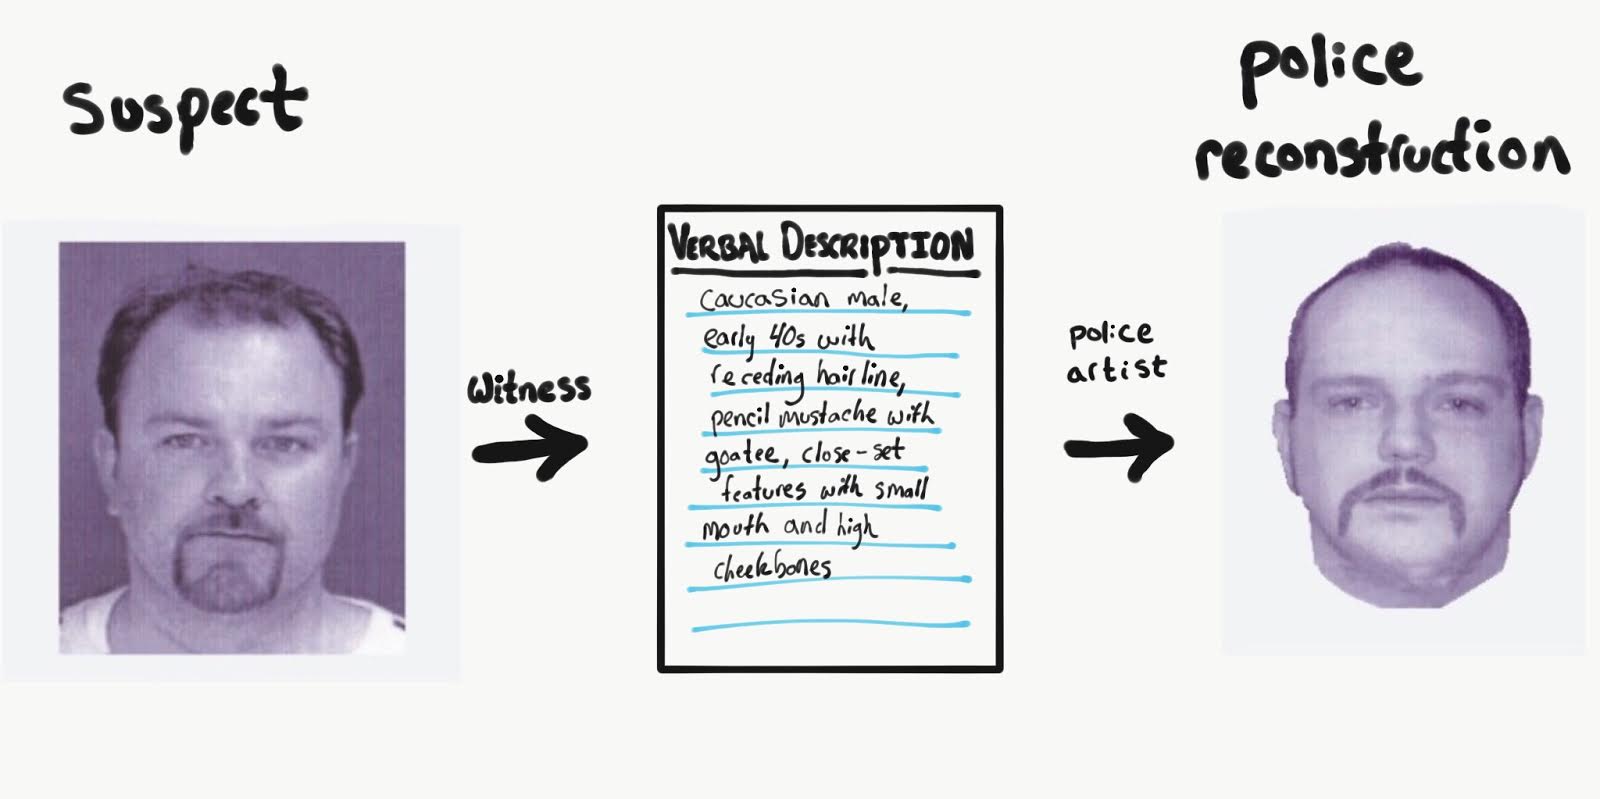 Suspect
Witness
VERBAL DESCRIPTION
Caucasian male,
early 40s with
receding hairline,
pencil mustache with
goatee, close-set
features with small
mouth and high
cheekbones
police
artist
police
reconstruction